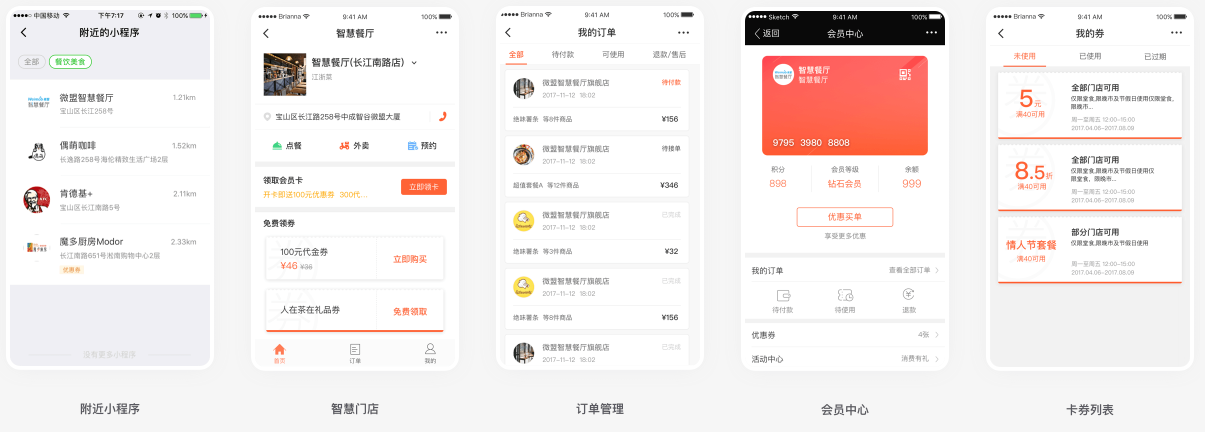 中国移动
下午7:17
100%
附近的小程序
全部
餐饮美食
微盟智慧餐厅
宝山区长江258号
1.21km
偶萌咖啡
长逸路258号海伦精致生活广场2层
1.52km
肯德基+
宝山区长江南路5号
2.11km
魔多厨房Modor
长江南路651号淞南购物中心2层
2.33km
优惠券
没有更多小程序
附近小程序
Brianna
9:41 AM
100%
智慧餐厅
智慧餐厅(长江南路店)
江浙菜
宝山区长江路258号中成智谷微盟大厦
点餐
外卖
预约
领取会员卡
开卡即送100元优惠券 300代...
立即领卡
免费领券
100元代金券
¥46 ¥36
立即购买
人在茶在礼品券
免费领取
首页
订单
我的
智慧门店
Brianna
9:41 AM
100%
我的订单
全部
待付款
可使用
退款/售后
微盟智慧餐厅旗舰店
2017-11-12 18:02
待付款
绝味薯条 等8件商品
¥156
微盟智慧餐厅旗舰店
2017-11-12 18:02
待接单
超值套餐A 等12件商品
¥346
微盟智慧餐厅旗舰店
2017-11-12 18:02
已完成
绝味薯条 等3件商品
¥32
微盟智慧餐厅旗舰店
2017-11-12 18:02
已完成
绝味薯条 等8件商品
¥156
微盟智慧餐厅旗舰店
2017-11-12 18:02
已完成
订单管理
Sketch
9:41 AM
100%
返回
会员中心
智慧餐厅
智慧餐厅
9795 3980 8808
积分
898
会员等级
钻石会员
余额
999
优惠买单
享受更多优惠
我的订单
查看全部订单
待付款
待使用
退款
优惠券
4张
活动中心
消费有礼
会员中心
Brianna
9:41 AM
100%
我的券
未使用
已使用
已过期
5元
满40可用
全部门店可用
仅限堂食,限晚市及节假日使用仅限堂食,
限晚市...
周一至周五 12:00-15:00
2017.04.08-2017.08.09
8.5折
满40可用
全部门店可用
仅限堂食,限晚市及节假日使用仅
限堂食，限晚市...
周一至周五 12:00-15:00
2017.04.08-2017.08.09
情人节套餐
满40可用
部分门店可用
仅限堂食,限晚市及节假日使用
周一至周五 12:00-15:00
2017.04.08-2017.08.09
卡券列表